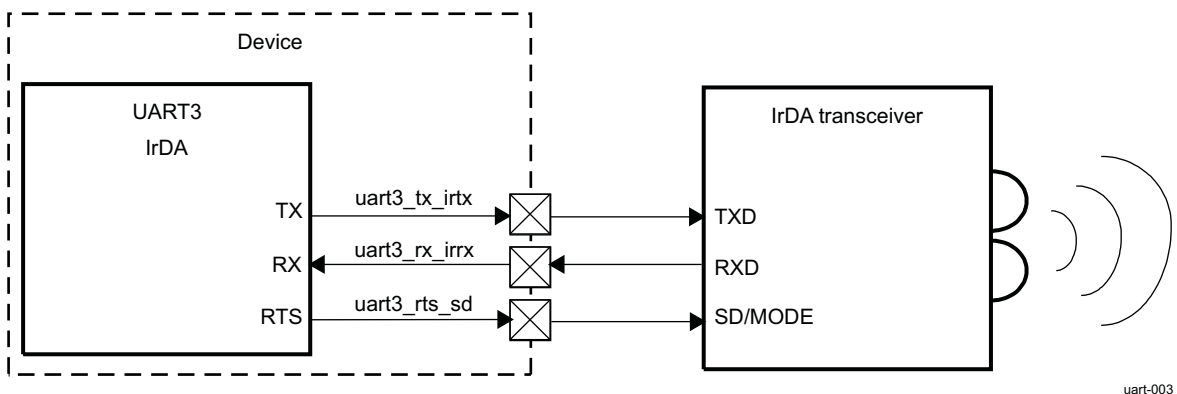 Device
UART3
IrDA
IrDA transceiver
TX
uart3_tx_irtx
TXD
RX
uart3_rx_irrx
RXD
RTS
uart3_rts_sd
SD/MODE
uart-003